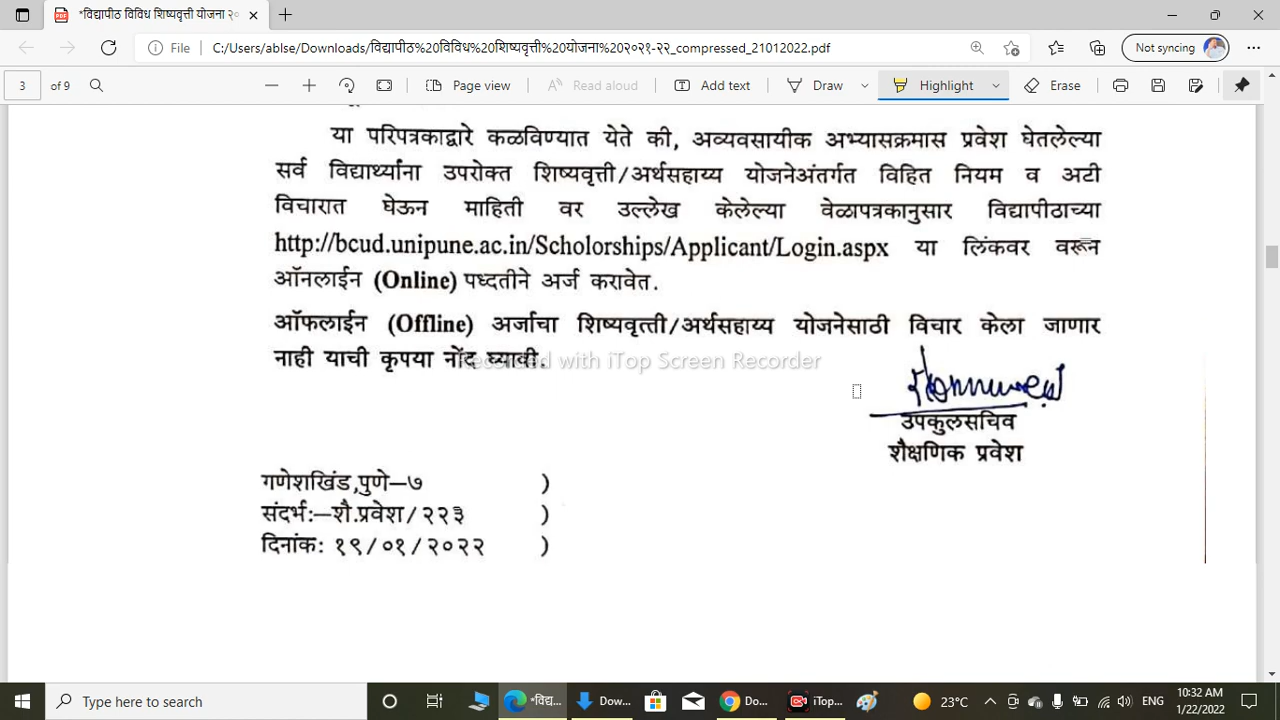 *विद्यापीठ विविध शिष्यवृत्ती योजना २०
File C:/Users/ablse/Downloads/विद्यापीठ%20विविध%20शिष्यवृत्ती%20योजना%20२०२१-२२_compressed_21012022.pdf Not syncing
3 of 9 Page view Read aloud Add text Draw Highlight Erase
या परिपत्रकाद्वारे कळविण्यात येते की, अव्यवसायीक अभ्यासक्रमास प्रवेश घेतलेल्या
सर्व विद्यार्थ्यांना उपरोक्त शिष्यवृत्ती/अर्थसहाय्य योजनेअंतर्गत विहित नियम व अटी
विचारात घेऊन माहिती वर उल्लेख केलेल्या वेळापत्रकानुसार विद्यापीठाच्या
http://bcud.unipune.ac.in/Scholorships/Applicant/Login.aspx या लिंकवर वरून
ऑनलाईन (Online) पध्दतीने अर्ज करावेत.
ऑफलाईन (Offline) अर्जाचा शिष्यवृत्ती/अर्थसहाय्य योजनेसाठी विचार केला जाणार
नाही याची कृपया नोंद घ्यावी.
Recorded with iTop Screen Recorder
उपकुलसचिव
शैक्षणिक प्रवेश
गणेशखिंड,पुणे–७ )
संदर्भ:–शै.प्रवेश/२२३ )
दिनांक: १९/०१/२०२२ )
Type here to search *विद्य... Dow... Do... iTop... 23°C ENG 10:32 AM
1/22/2022